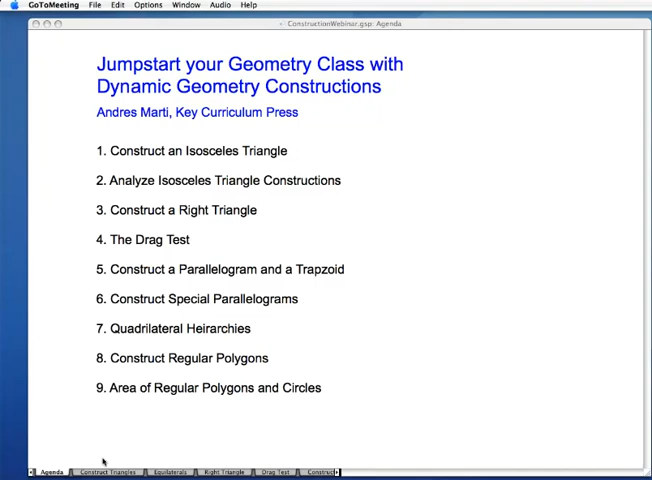 GoToMeeting File Edit Options Window Audio Help
ConstructionWebinar.gsp: Agenda
Jumpstart your Geometry Class with
Dynamic Geometry Constructions
Andres Marti, Key Curriculum Press
1. Construct an Isosceles Triangle
2. Analyze Isosceles Triangle Constructions
3. Construct a Right Triangle
4. The Drag Test
5. Construct a Parallelogram and a Trapzoid
6. Construct Special Parallelograms
7. Quadrilateral Heirarchies
8. Construct Regular Polygons
9. Area of Regular Polygons and Circles
Agenda Construct Triangles Equilaterals Right Triangle Drag Test Construct